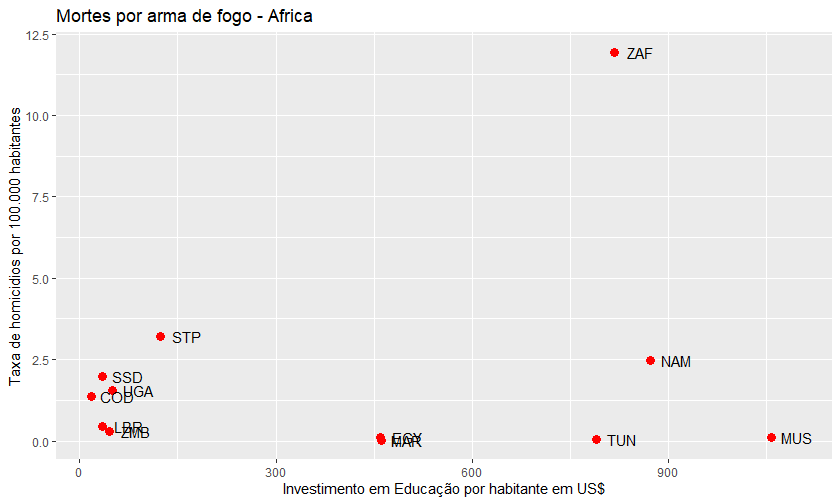 Mortes por arma de fogo - Africa
Taxa de homicídios por 100.000 habitantes
12.5
10.0
7.5
5.0
2.5
0.0
ZAF
STP
NAM
SSD
UGA
COD
LBR
ZMB
EGY
MAR
TUN
MUS
0
300
600
900
Investimento em Educação por habitante em US$